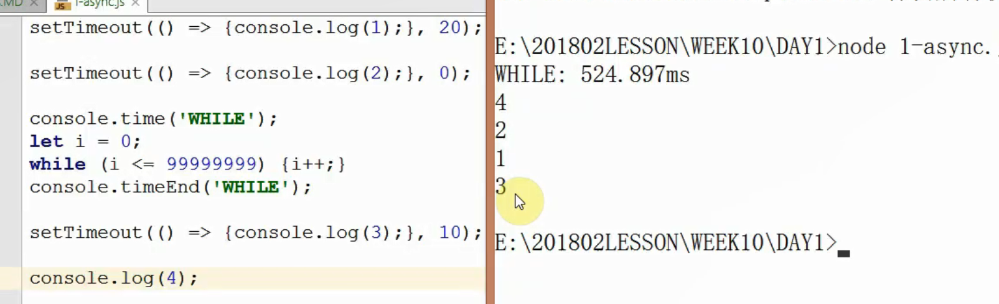 .MD
1-async.js
setTimeout(() => {console.log(1);}, 20);
setTimeout(() => {console.log(2);}, 0);
console.time('WHILE');
let i = 0;
while (i <= 99999999) {i++;}
console.timeEnd('WHILE');
setTimeout(() => {console.log(3);}, 10);
console.log(4);
E:\201802LESSON\WEEK10\DAY1>node 1-async.
WHILE: 524.897ms
4
2
1
3
E:\201802LESSON\WEEK10\DAY1>